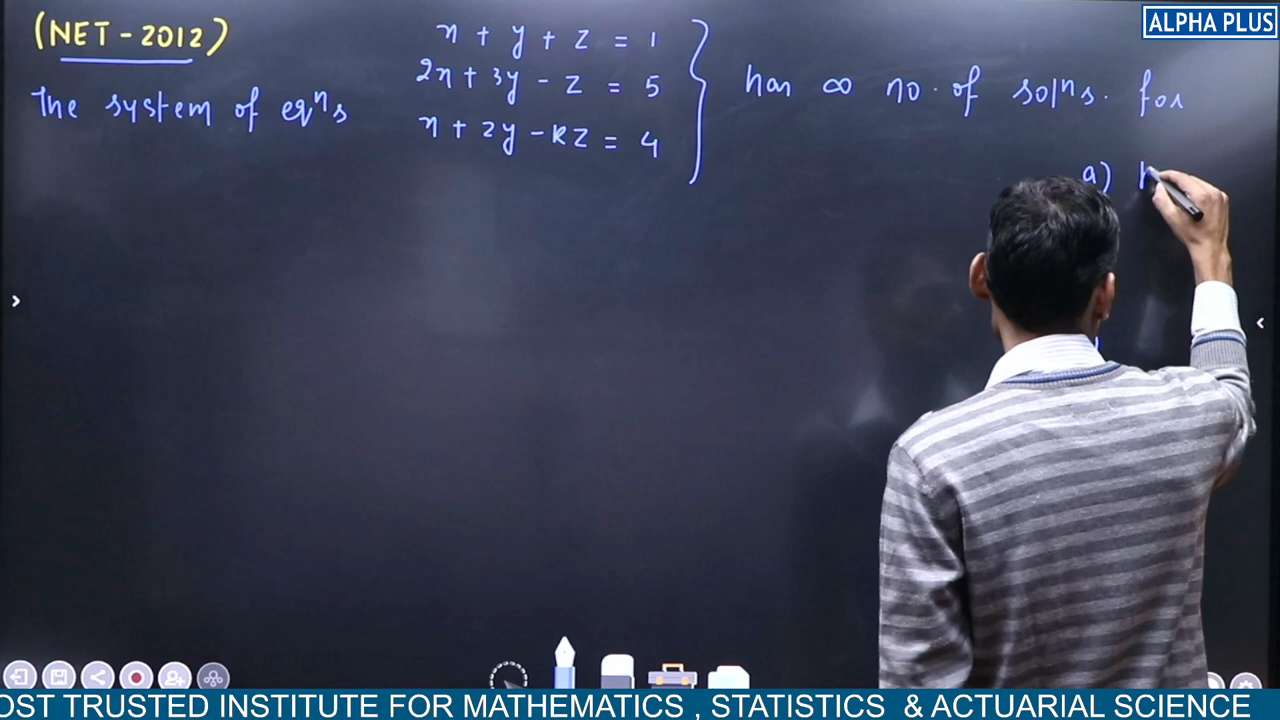 ALPHA PLUS
(NET - 2012)
The system of eqⁿs
x + y + z = 1
2x + 3y - z = 5
x + 2y - kz = 4
has ∞ no. of solⁿs. for
a)
OST TRUSTED INSTITUTE FOR MATHEMATICS , STATISTICS & ACTUARIAL SCIENCE